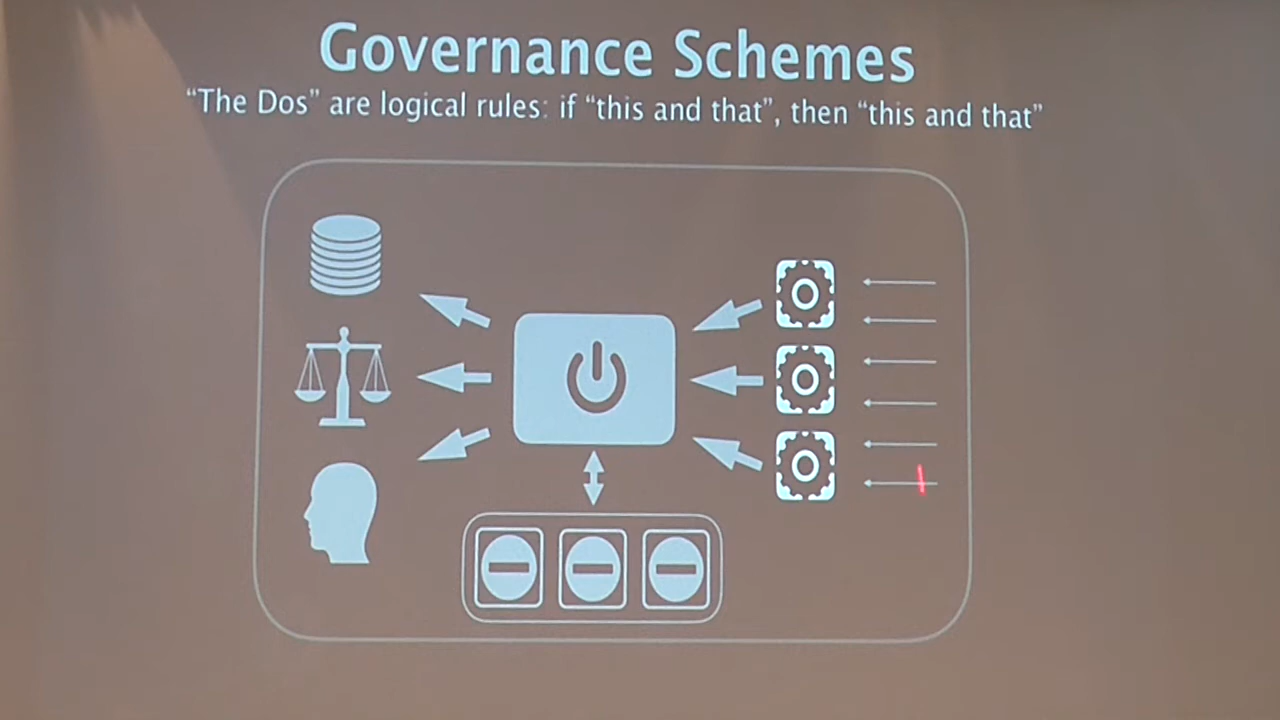 Governance Schemes
“The Dos” are logical rules: if “this and that”, then “this and that”